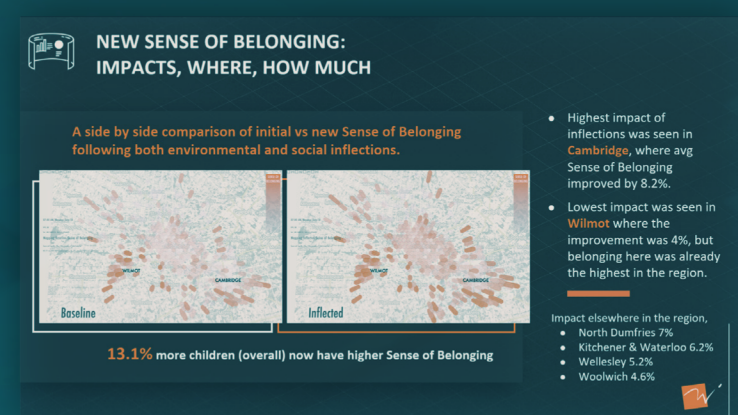 NEW SENSE OF BELONGING:
IMPACTS, WHERE, HOW MUCH
A side by side comparison of initial vs new Sense of Belonging
following both environmental and social inflections.
WILMOT
CAMBRIDGE
Baseline
WILMOT
CAMBRIDGE
Inflected
13.1% more children (overall) now have higher Sense of Belonging
• Highest impact of
inflections was seen in
Cambridge, where avg
Sense of Belonging
improved by 8.2%.
• Lowest impact was seen in
Wilmot where the
improvement was 4%, but
belonging here was already
the highest in the region.
Impact elsewhere in the region,
• North Dumfries 7%
• Kitchener & Waterloo 6.2%
• Wellesley 5.2%
• Woolwich 4.6%